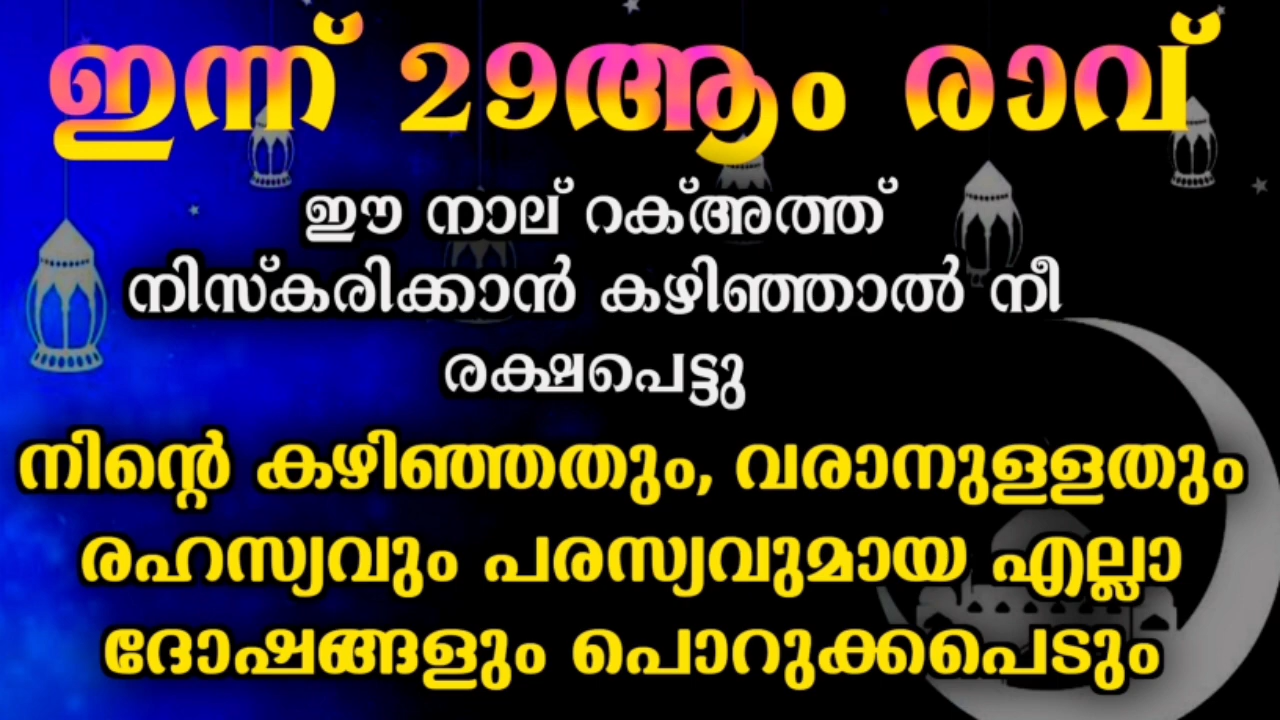 ഇന്ന് 29ആം രാവ്
ഈ നാല് റക്അത്ത്
നിസ്കരിക്കാൻ കഴിഞ്ഞാൽ നീ
രക്ഷപെട്ടു
നിന്റെ കഴിഞ്ഞതും, വരാനുളളതും
രഹസ്യവും പരസ്യവുമായ എല്ലാ
ദോഷങ്ങളും പൊറുക്കപെടും